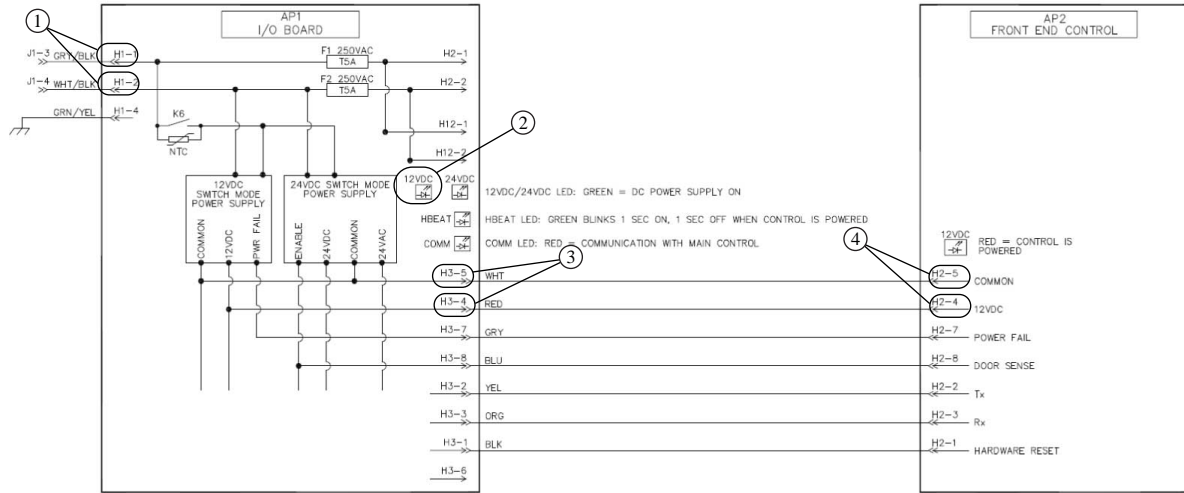 1
AP1
I/O BOARD
AP2
FRONT END CONTROL
J1-3 GRY/BLK H1-1
F1 250VAC
T5A
H2-1
J1-4 WHT/BLK H1-2
F2 250VAC
T5A
H2-2
GRN/YEL H1-4
K6
NTC
H12-1
H12-2
2
12VDC
SWITCH MODE
POWER SUPPLY
COMMON
12VDC
PWR FAIL
24VDC SWITCH MODE
POWER SUPPLY
ENABLE
24VDC
COMMON
24VAC
12VDC 24VDC
12VDC/24VDC LED: GREEN = DC POWER SUPPLY ON
HBEAT HBEAT LED: GREEN BLINKS 1 SEC ON, 1 SEC OFF WHEN CONTROL IS POWERED
COMM COMM LED: RED = COMMUNICATION WITH MAIN CONTROL
3
4
12VDC
RED = CONTROL IS
POWERED
H3-5 WHT H2-5 COMMON
H3-4 RED H2-4 12VDC
H3-7 GRY H2-7 POWER FAIL
H3-8 BLU H2-8 DOOR SENSE
H3-2 YEL H2-2 Tx
H3-3 ORG H2-3 Rx
H3-1 BLK H2-1 HARDWARE RESET
H3-6